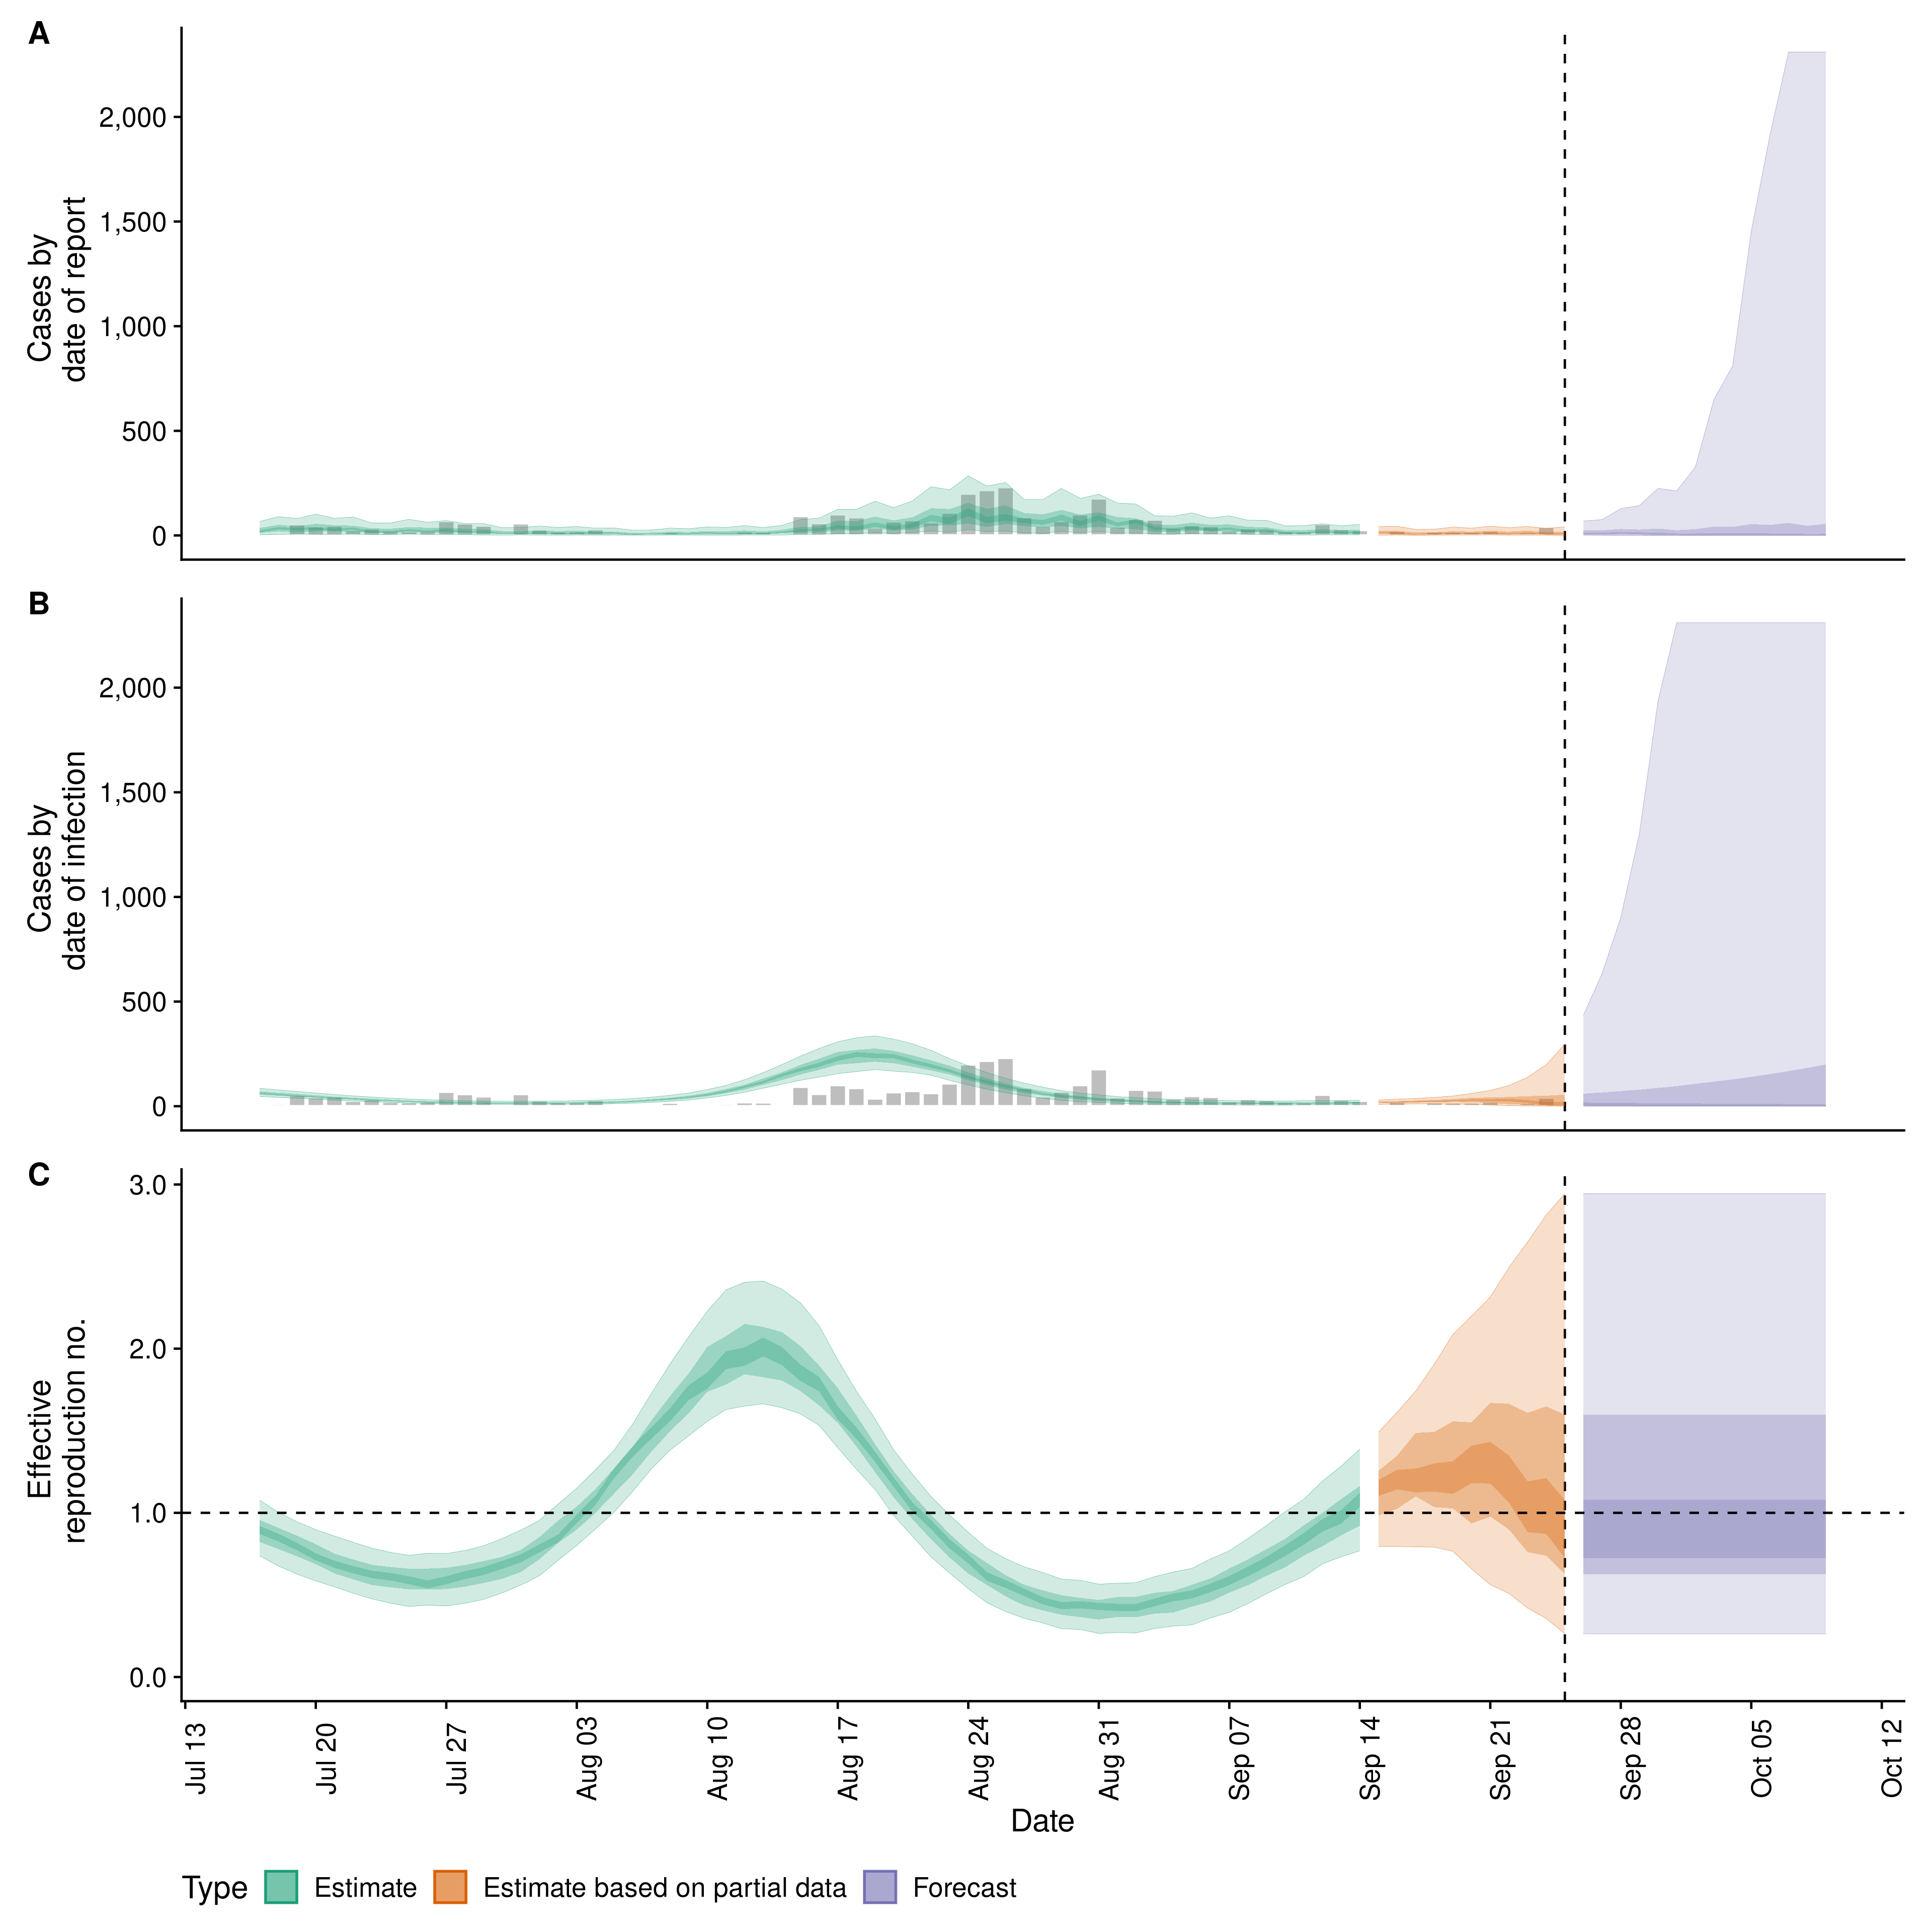 A
Cases by
date of report
2,000
1,500
1,000
500
0
B
Cases by
date of infection
2,000
1,500
1,000
500
0
C
Effective
reproduction no.
3.0
2.0
1.0
0.0
Jul 13
Jul 20
Jul 27
Aug 03
Aug 10
Aug 17
Aug 24
Aug 31
Sep 07
Sep 14
Sep 21
Sep 28
Oct 05
Oct 12
Date
Type Estimate Estimate based on partial data Forecast